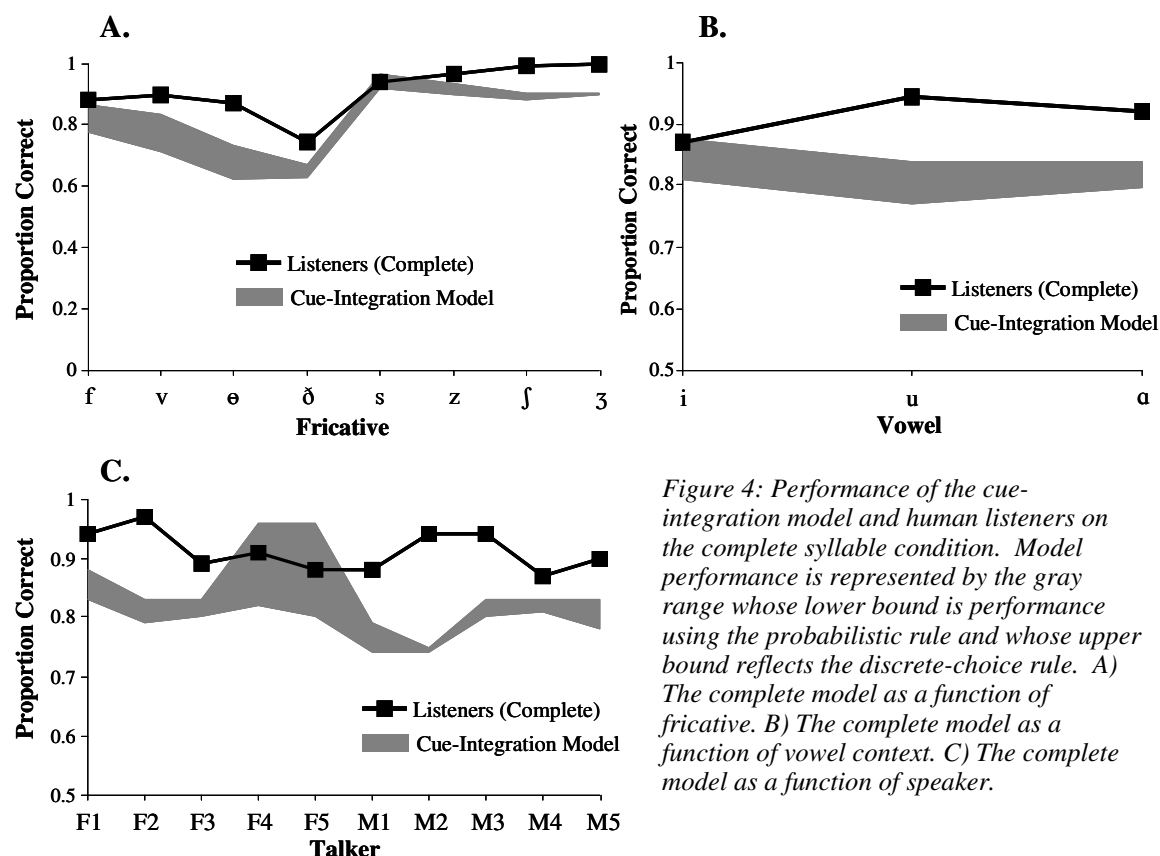 A.
1
0.8
0.6
0.4
0.2
0
Proportion Correct
Listeners (Complete)
Cue-Integration Model
f v ɵ ð s z ʃ ʒ
Fricative
B.
1
0.9
0.8
0.7
0.6
0.5
Proportion Correct
Listeners (Complete)
Cue-Integration Model
i u ɑ
Vowel
C.
1
0.9
0.8
0.7
0.6
0.5
Proportion Correct
Listeners (Complete)
Cue-Integration Model
F1 F2 F3 F4 F5 M1 M2 M3 M4 M5
Talker
Figure 4: Performance of the cue-
integration model and human listeners on
the complete syllable condition. Model
performance is represented by the gray
range whose lower bound is performance
using the probabilistic rule and whose upper
bound reflects the discrete-choice rule. A)
The complete model as a function of
fricative. B) The complete model as a
function of vowel context. C) The complete
model as a function of speaker.